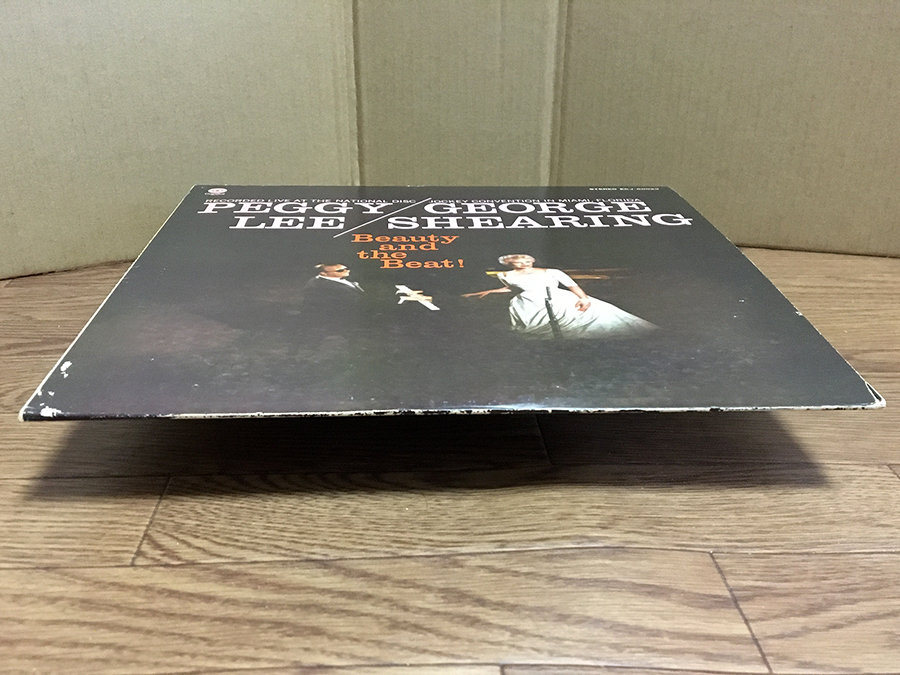 RECORDED LIVE AT THE NATIONAL DISC JOCKEY CONVENTION IN MIAMI, FLORIDA
STEREO
PEGGY / GEORGE
LEE / SHEARING
Beauty
and
the
Beat!